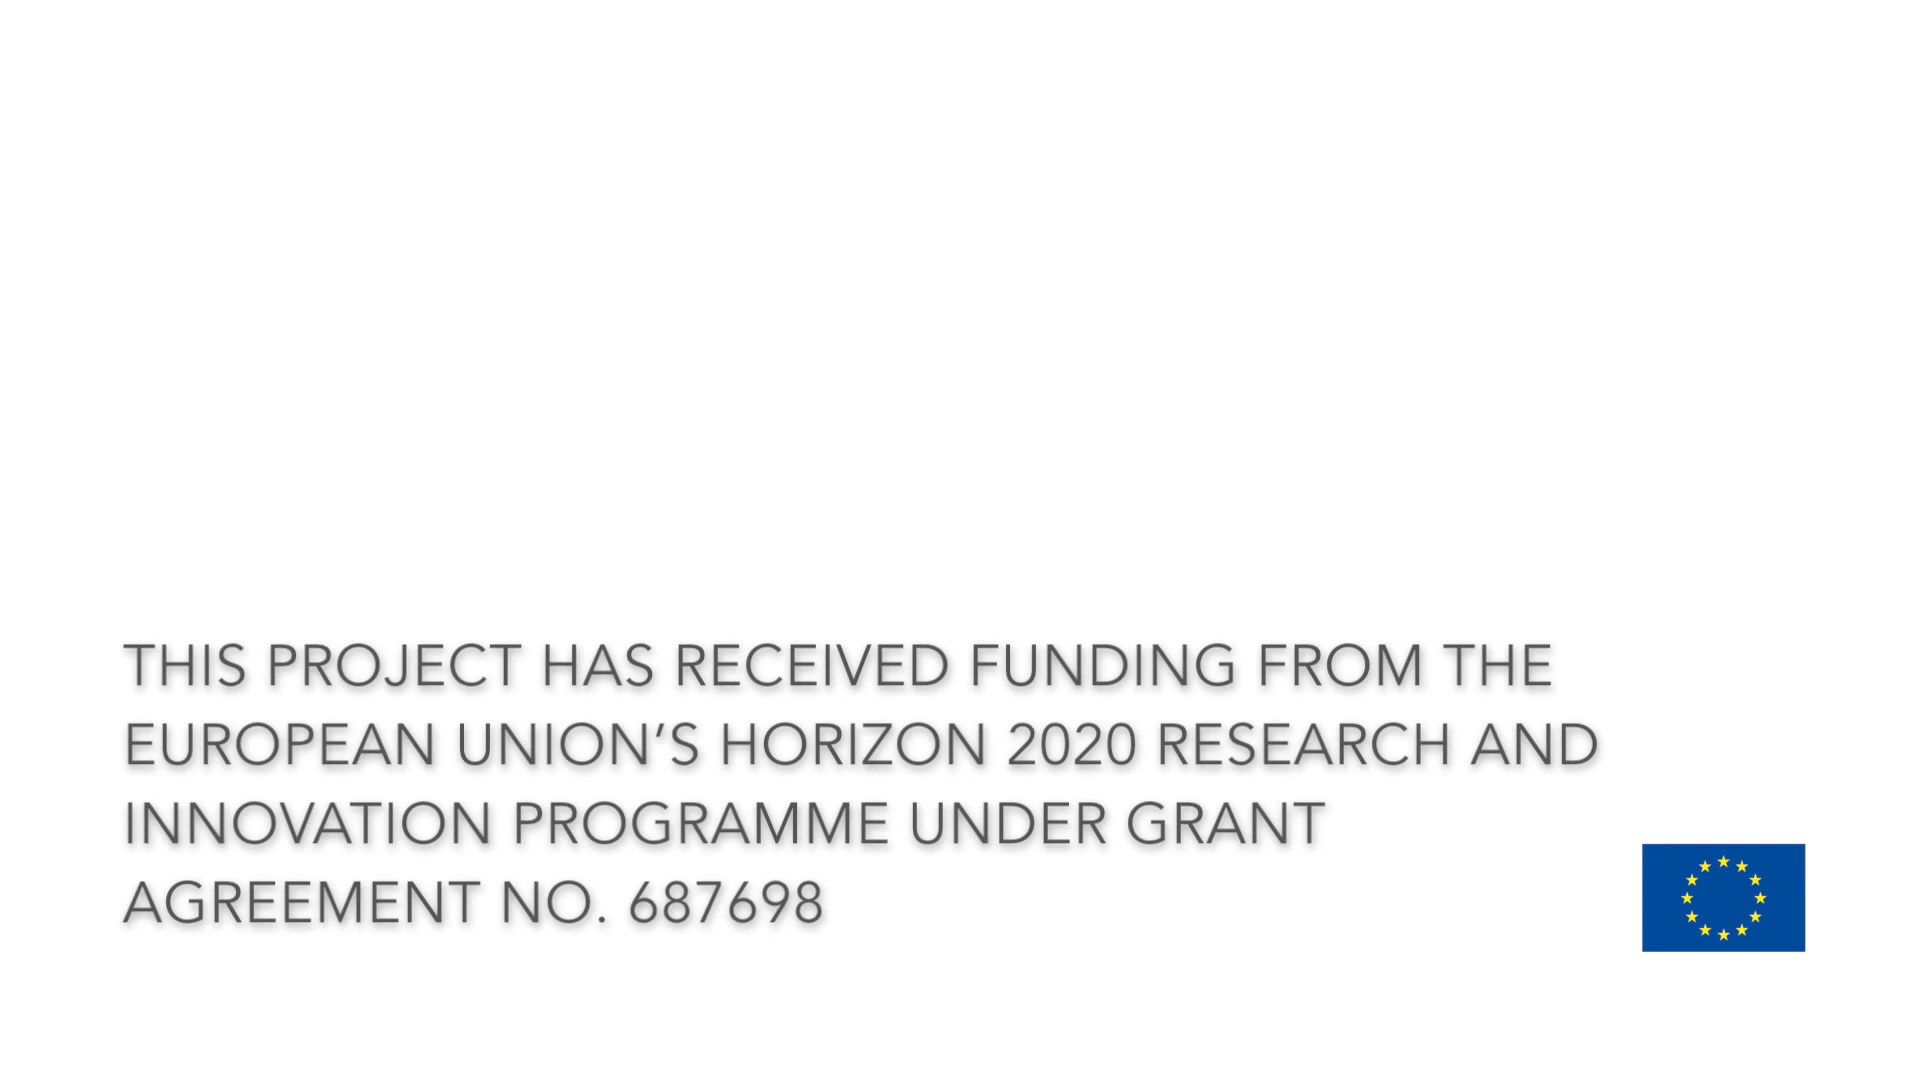 THIS PROJECT HAS RECEIVED FUNDING FROM THE
EUROPEAN UNION’S HORIZON 2020 RESEARCH AND
INNOVATION PROGRAMME UNDER GRANT
AGREEMENT NO. 687698